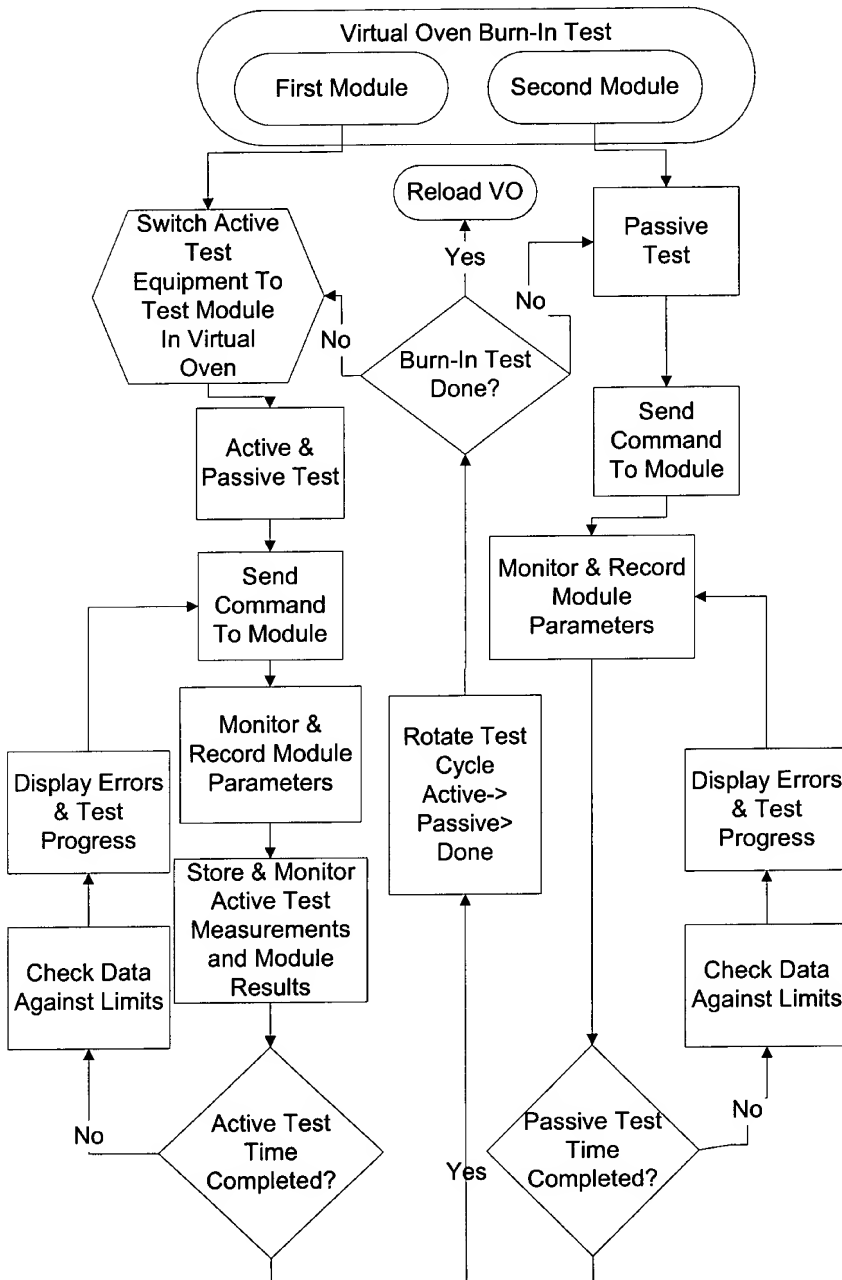 Virtual Oven Burn-In Test
First Module
Second Module
Reload VO
Switch Active
Test
Equipment To
Test Module
In Virtual
Oven
Passive
Test
Yes
No
No
Burn-In Test
Done?
Active &
Passive Test
Send
Command
To Module
Send
Command
To Module
Monitor & Record
Module
Parameters
Monitor &
Record Module
Parameters
Rotate Test
Cycle
Active->
Passive>
Done
Display Errors
& Test
Progress
Display Errors
& Test
Progress
Store & Monitor
Active Test
Measurements
and Module
Results
Check Data
Against Limits
Check Data
Against Limits
Active Test
Time
Completed?
No
Passive Test
Time
Completed?
No
Yes